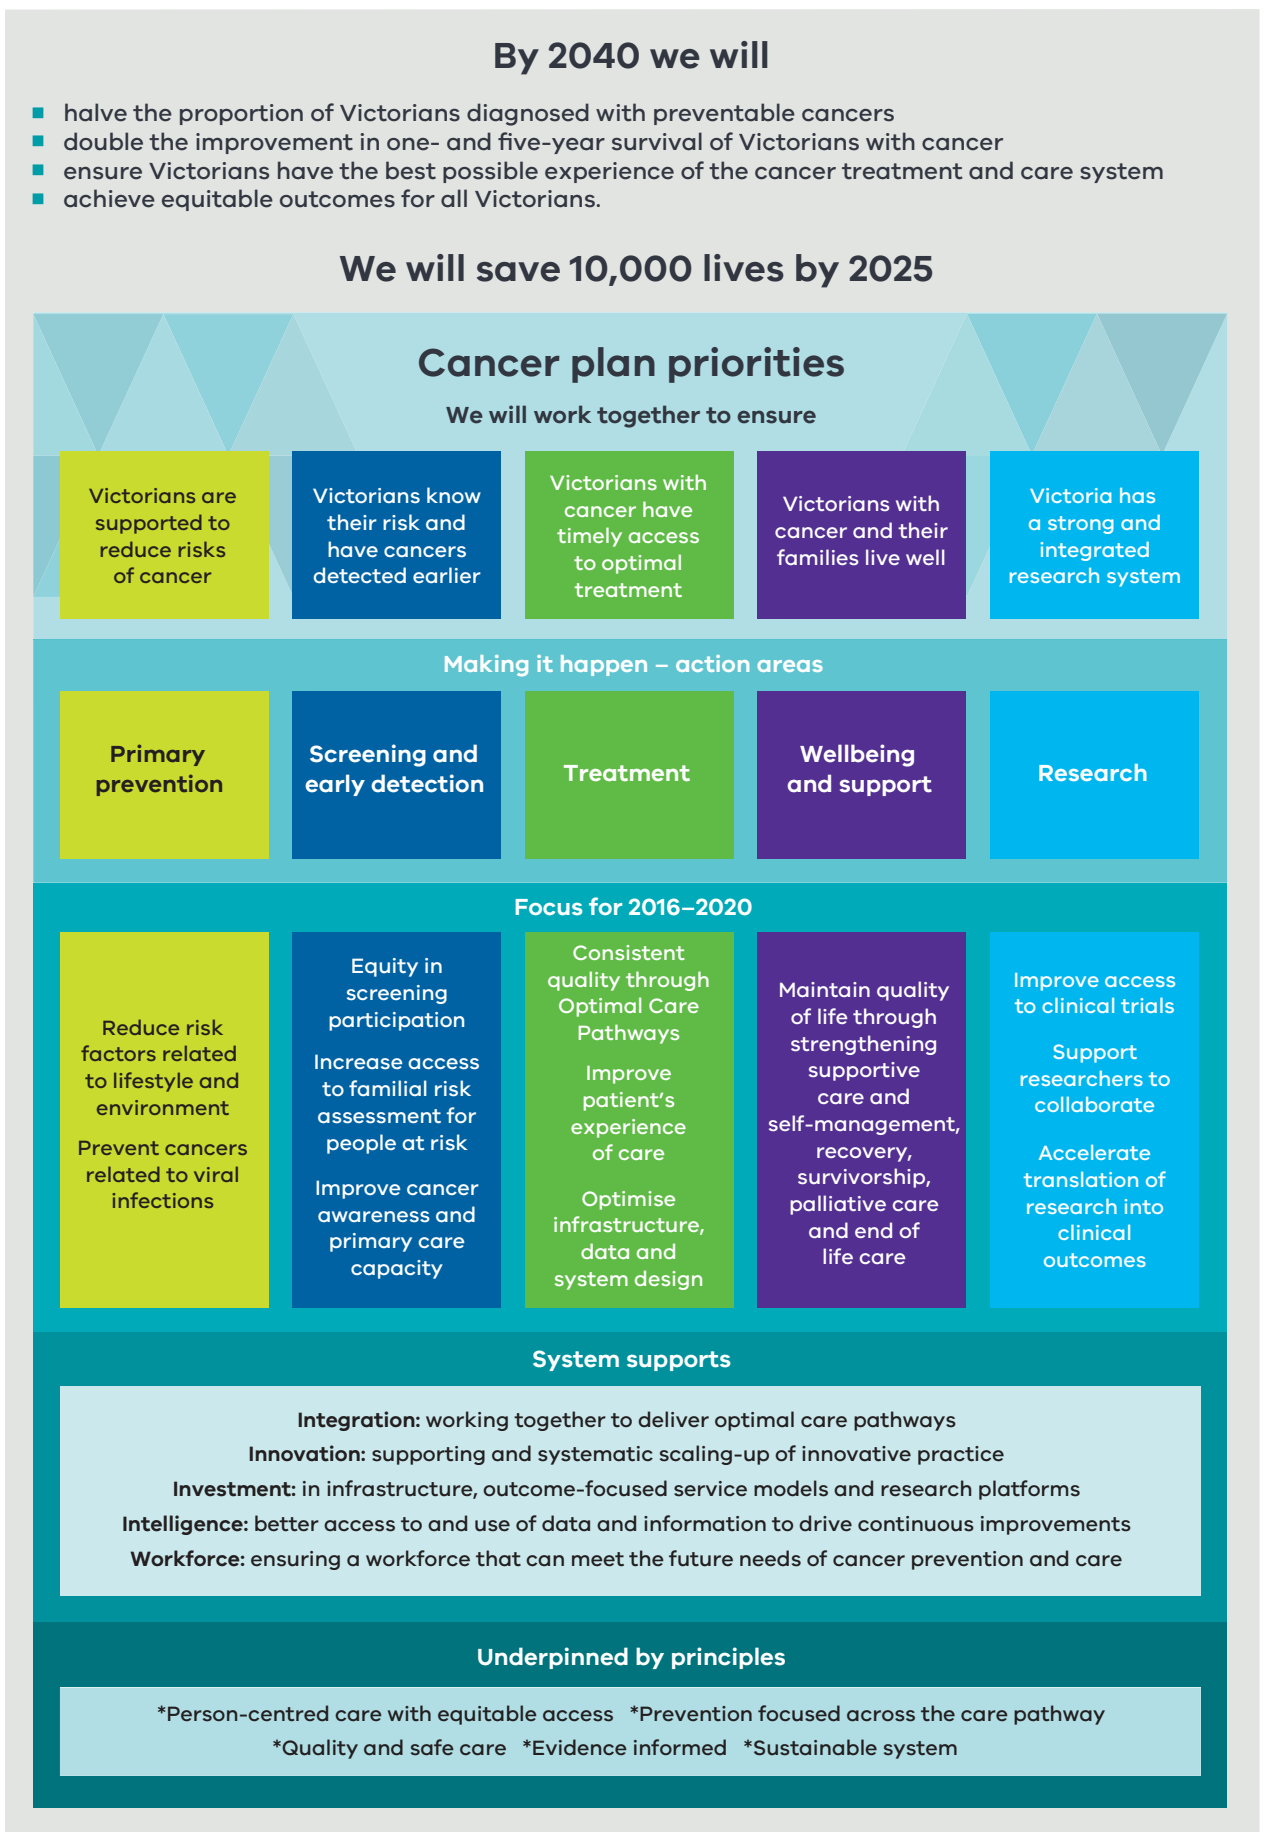 By 2040 we will
halve the proportion of Victorians diagnosed with preventable cancers
double the improvement in one- and five-year survival of Victorians with cancer
ensure Victorians have the best possible experience of the cancer treatment and care system
achieve equitable outcomes for all Victorians.
We will save 10,000 lives by 2025
Cancer plan priorities
We will work together to ensure
Victorians are
supported to
reduce risks
of cancer
Victorians know
their risk and
have cancers
detected earlier
Victorians with
cancer have
timely access
to optimal
treatment
Victorians with
cancer and their
families live well
Victoria has
a strong and
integrated
research system
Making it happen – action areas
Primary
prevention
Screening and
early detection
Treatment
Wellbeing
and support
Research
Focus for 2016–2020
Reduce risk
factors related
to lifestyle and
environment
Prevent cancers
related to viral
infections
Equity in
screening
participation
Increase access
to familial risk
assessment for
people at risk
Improve cancer
awareness and
primary care
capacity
Consistent
quality through
Optimal Care
Pathways
Improve
patient's
experience
of care
Optimise
infrastructure,
data and
system design
Maintain quality
of life through
strengthening
supportive
care and
self-management,
recovery,
survivorship,
palliative care
and end of
life care
Improve access
to clinical trials
Support
researchers to
collaborate
Accelerate
translation of
research into
clinical
outcomes
System supports
Integration: working together to deliver optimal care pathways
Innovation: supporting and systematic scaling-up of innovative practice
Investment: in infrastructure, outcome-focused service models and research platforms
Intelligence: better access to and use of data and information to drive continuous improvements
Workforce: ensuring a workforce that can meet the future needs of cancer prevention and care
Underpinned by principles
*Person-centred care with equitable access *Prevention focused across the care pathway
*Quality and safe care *Evidence informed *Sustainable system